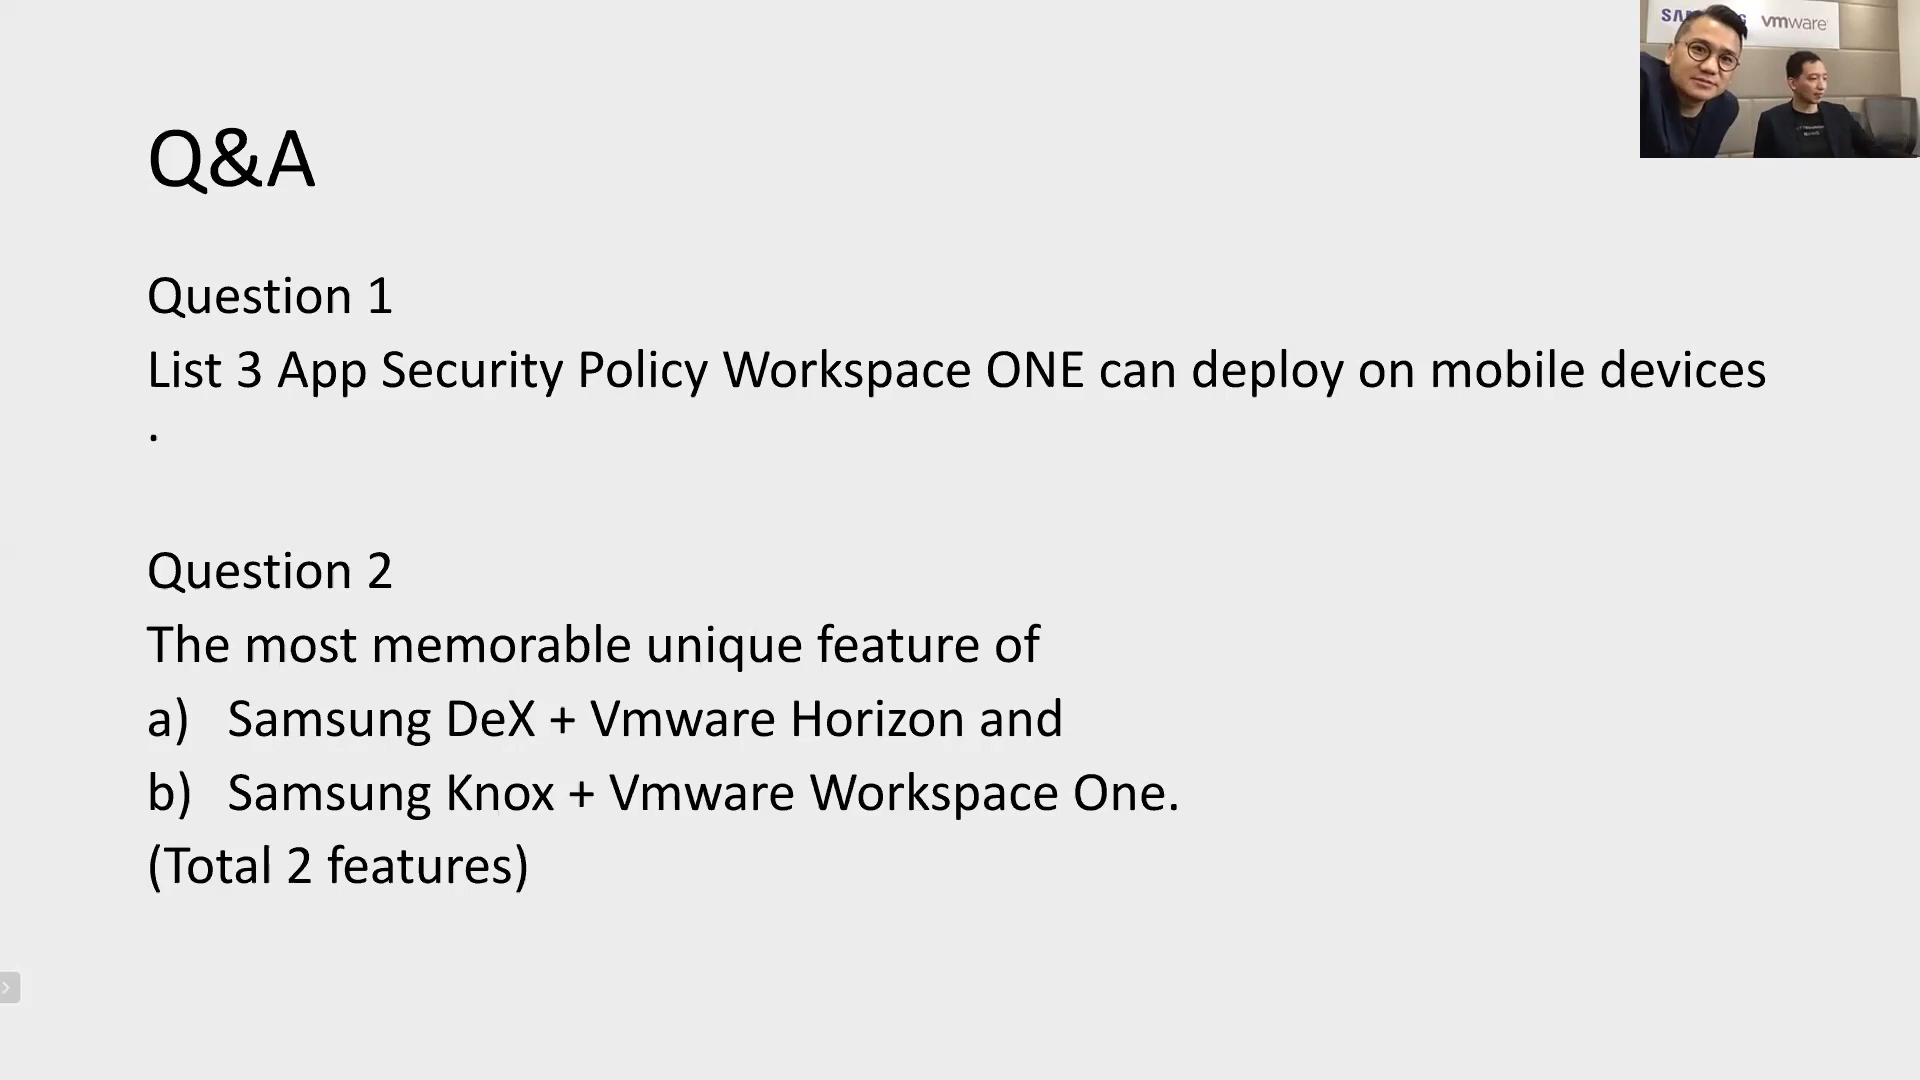 Q&A
Question 1
List 3 App Security Policy Workspace ONE can deploy on mobile devices
.
Question 2
The most memorable unique feature of
a) Samsung DeX + Vmware Horizon and
b) Samsung Knox + Vmware Workspace One.
(Total 2 features)
vmware